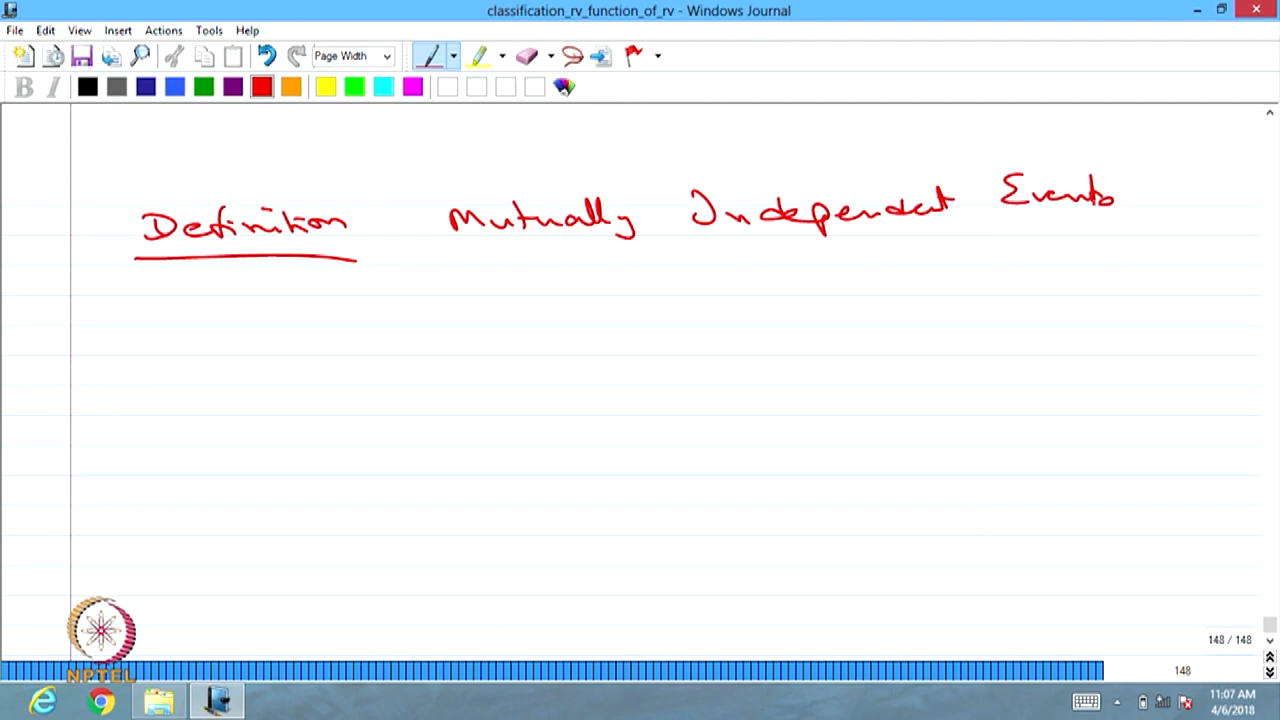 classification_rv_function_of_rv - Windows Journal
File Edit View Insert Actions Tools Help
Page Width
B I
Definition Mutually Independent Events
148 / 148
148
NPTEL
11:07 AM
4/6/2018